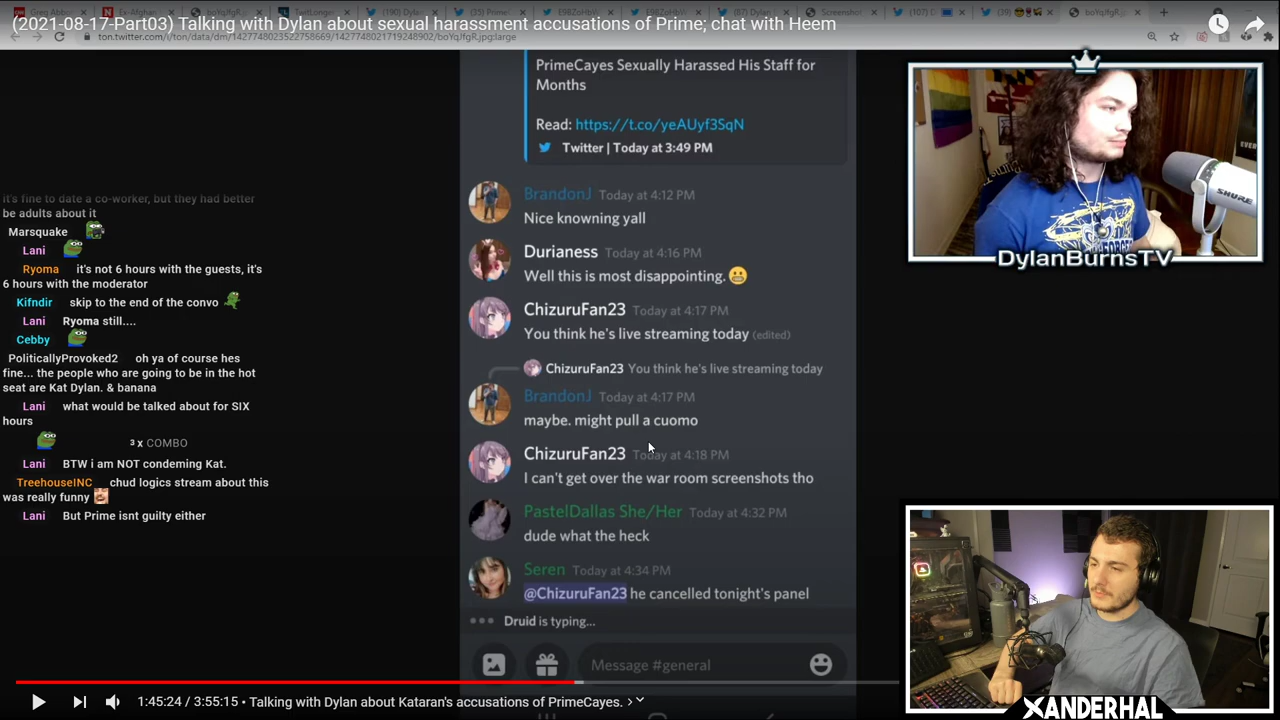 (2021-08-17-Part03) Talking with Dylan about sexual harassment accusations of Prime; chat with Heem
ton.twitter.com/i/ton/data/dm/1427748023522758669/1427748021719248902/boYqJfgR.jpg:large
PrimeCayes Sexually Harassed His Staff for
Months
Read: https://t.co/yeAUyf3SqN
Twitter | Today at 3:49 PM
BrandonJ Today at 4:12 PM
Nice knowning yall
Durianess Today at 4:16 PM
Well this is most disappointing.
ChizuruFan23 Today at 4:17 PM
You think he's live streaming today (edited)
ChizuruFan23 You think he's live streaming today
BrandonJ Today at 4:17 PM
maybe. might pull a cuomo
ChizuruFan23 Today at 4:18 PM
I can't get over the war room screenshots tho
PastelDallas She/Her Today at 4:32 PM
dude what the heck
Seren Today at 4:34 PM
@ChizuruFan23 he cancelled tonight's panel
Druid is typing...
Message #general
it's fine to date a co-worker, but they had better
be adults about it
Marsquake
Lani
Ryoma it's not 6 hours with the guests, it's
6 hours with the moderator
Kifndir skip to the end of the convo
Lani Ryoma still....
Cebby
PoliticallyProvoked2 oh ya of course hes
fine... the people who are going to be in the hot
seat are Kat Dylan. & banana
Lani what would be talked about for SIX
hours
3 x COMBO
Lani BTW i am NOT condeming Kat.
TreehouseINC chud logics stream about this
was really funny
Lani But Prime isnt guilty either
SHURE
DylanBurnsTV
XANDERHAL
1:45:24 / 3:55:15 • Talking with Dylan about Kataran's accusations of PrimeCayes. >